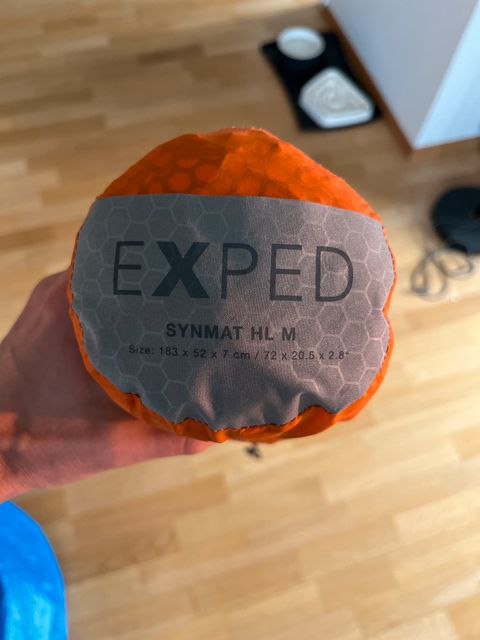 EXPED
SYNMAT HL M
Size: 183 x 52 x 7 cm / 72 x 20.5 x 2.8"